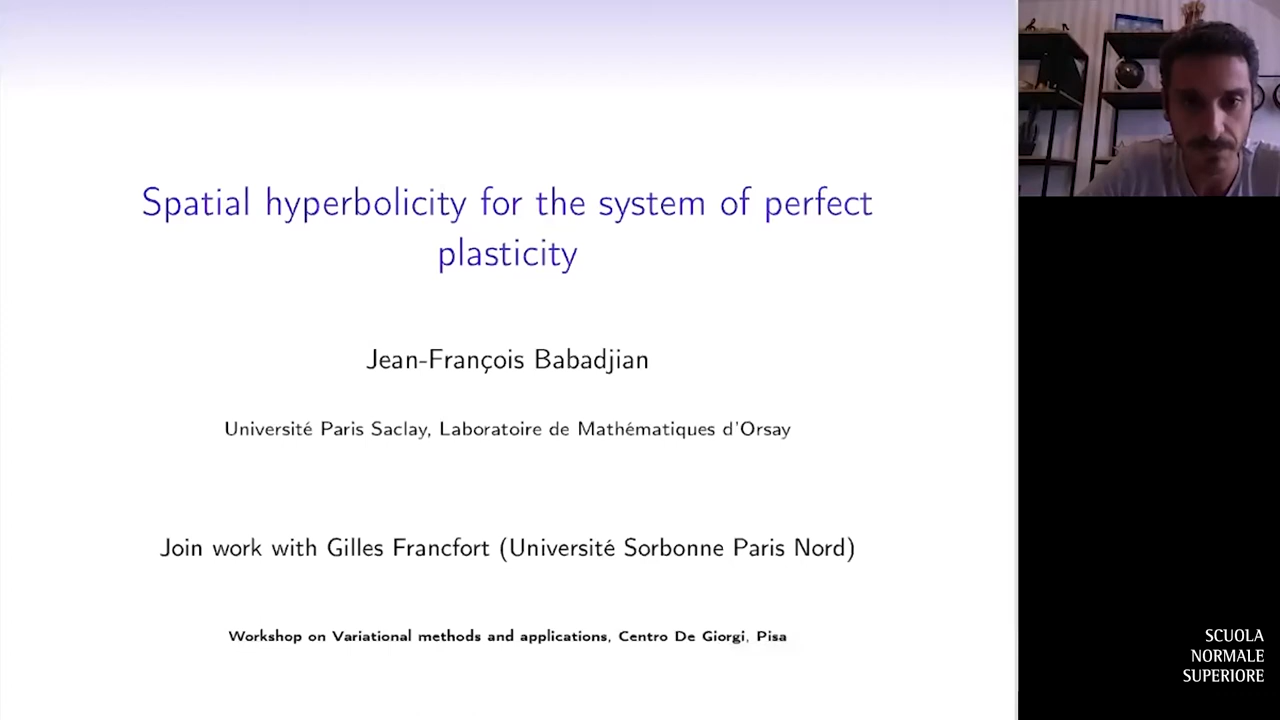 Spatial hyperbolicity for the system of perfect
plasticity
Jean-François Babadjian
Université Paris Saclay, Laboratoire de Mathématiques d'Orsay
Join work with Gilles Francfort (Université Sorbonne Paris Nord)
Workshop on Variational methods and applications, Centro De Giorgi, Pisa
SCUOLA
NORMALE
SUPERIORE